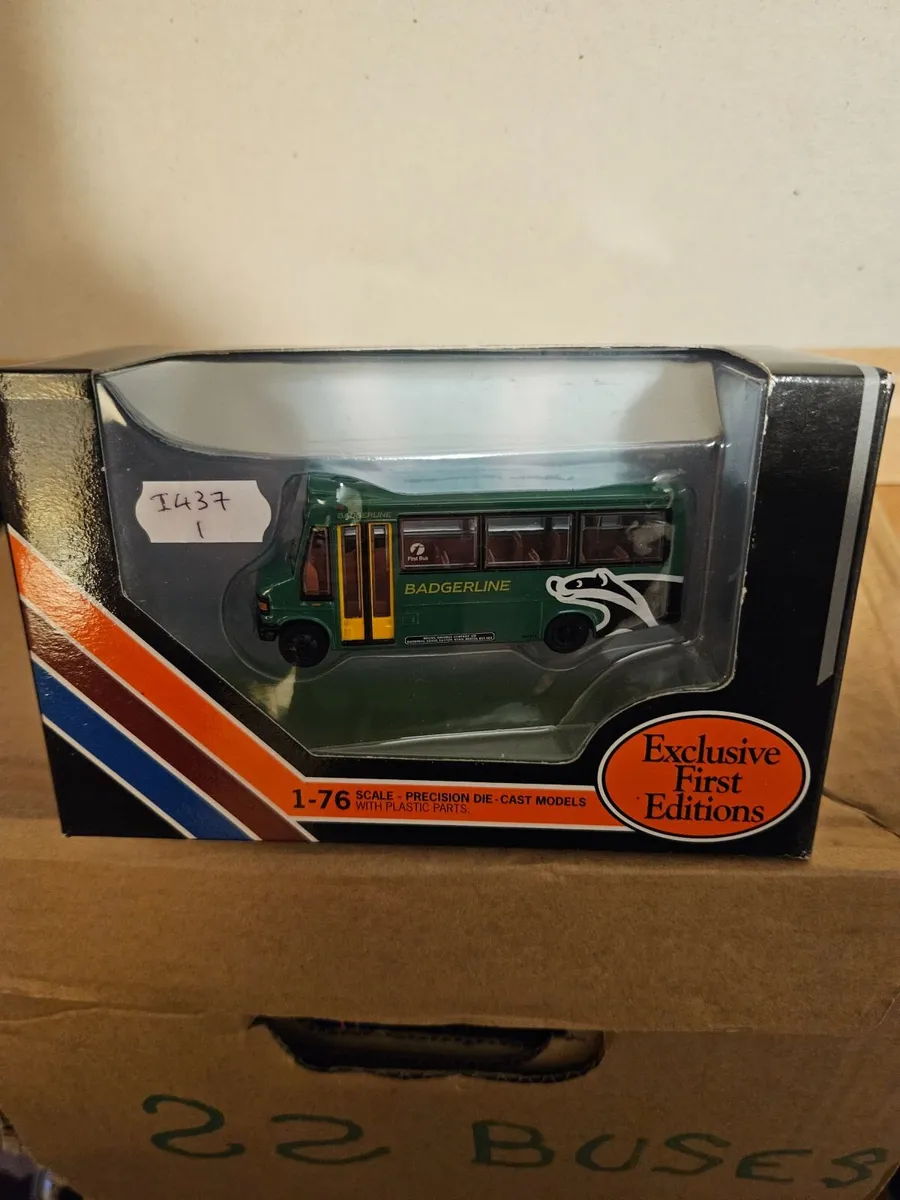 I437
1
BADGERLINE
First Bus
BADGERLINE
1-76 SCALE - PRECISION DIE-CAST MODELS
WITH PLASTIC PARTS.
Exclusive
First
Editions
22 BUSES